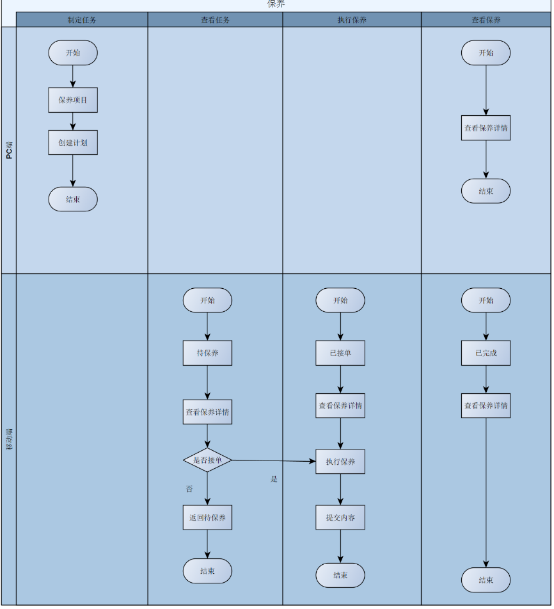 保养
制定任务
查看任务
执行保养
查看保养
PC端
开始
保养项目
创建计划
结束
开始
查看保养详情
结束
移动端
开始
待保养
查看保养详情
是否接单
否
是
返回待保养
结束
开始
已接单
查看保养详情
执行保养
提交内容
结束
开始
已完成
查看保养详情
结束